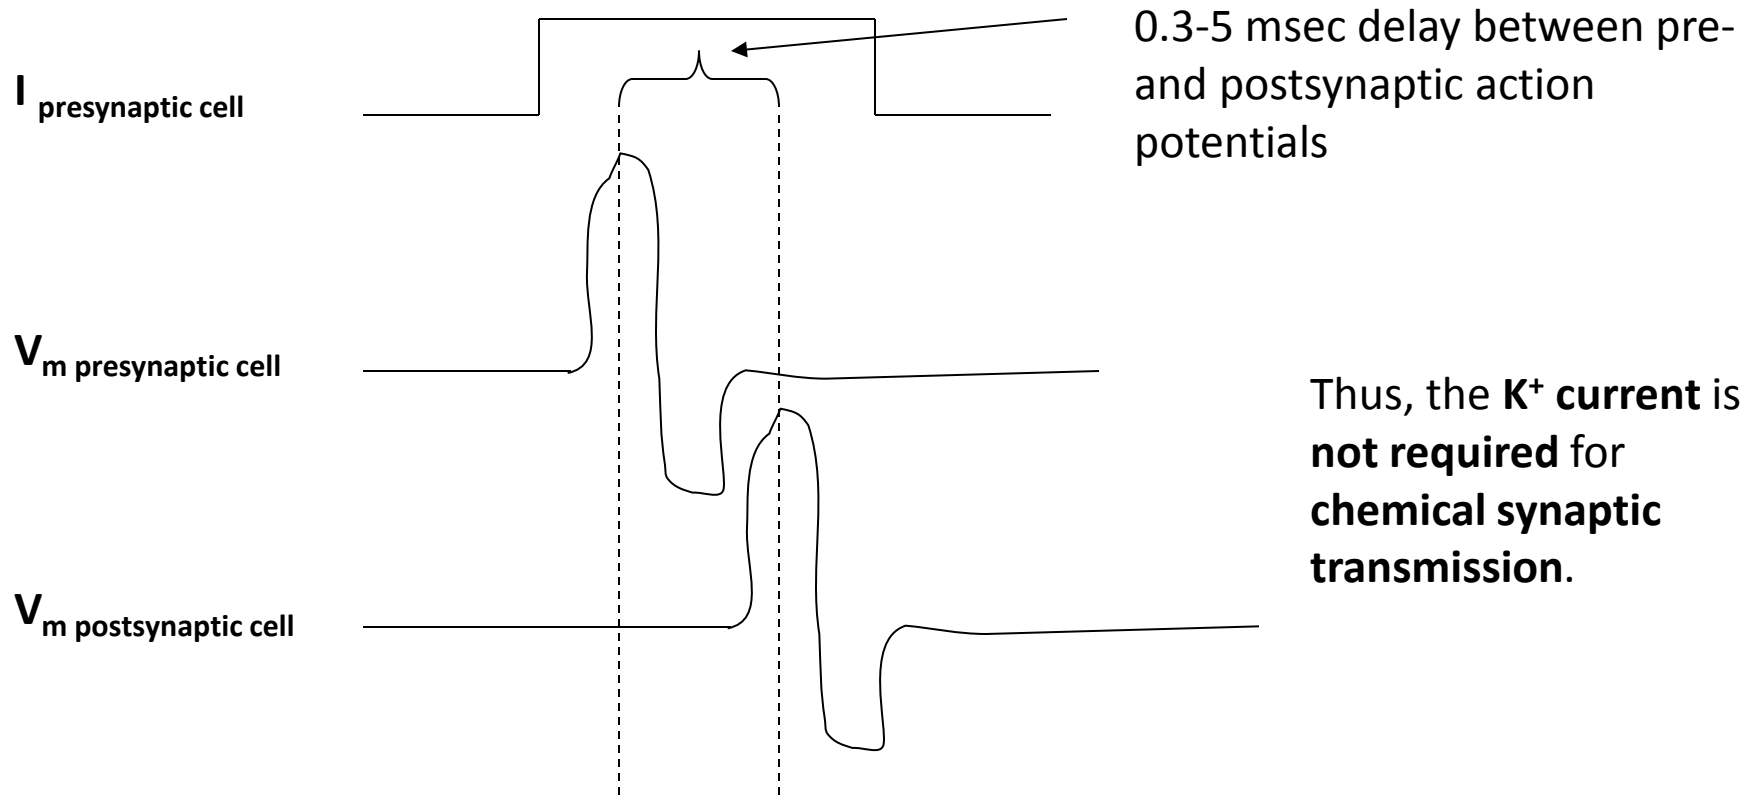 0.3-5 msec delay between pre-
and postsynaptic action
potentials
I presynaptic cell
Vm presynaptic cell
Thus, the K⁺ current is
not required for
chemical synaptic
transmission.
Vm postsynaptic cell